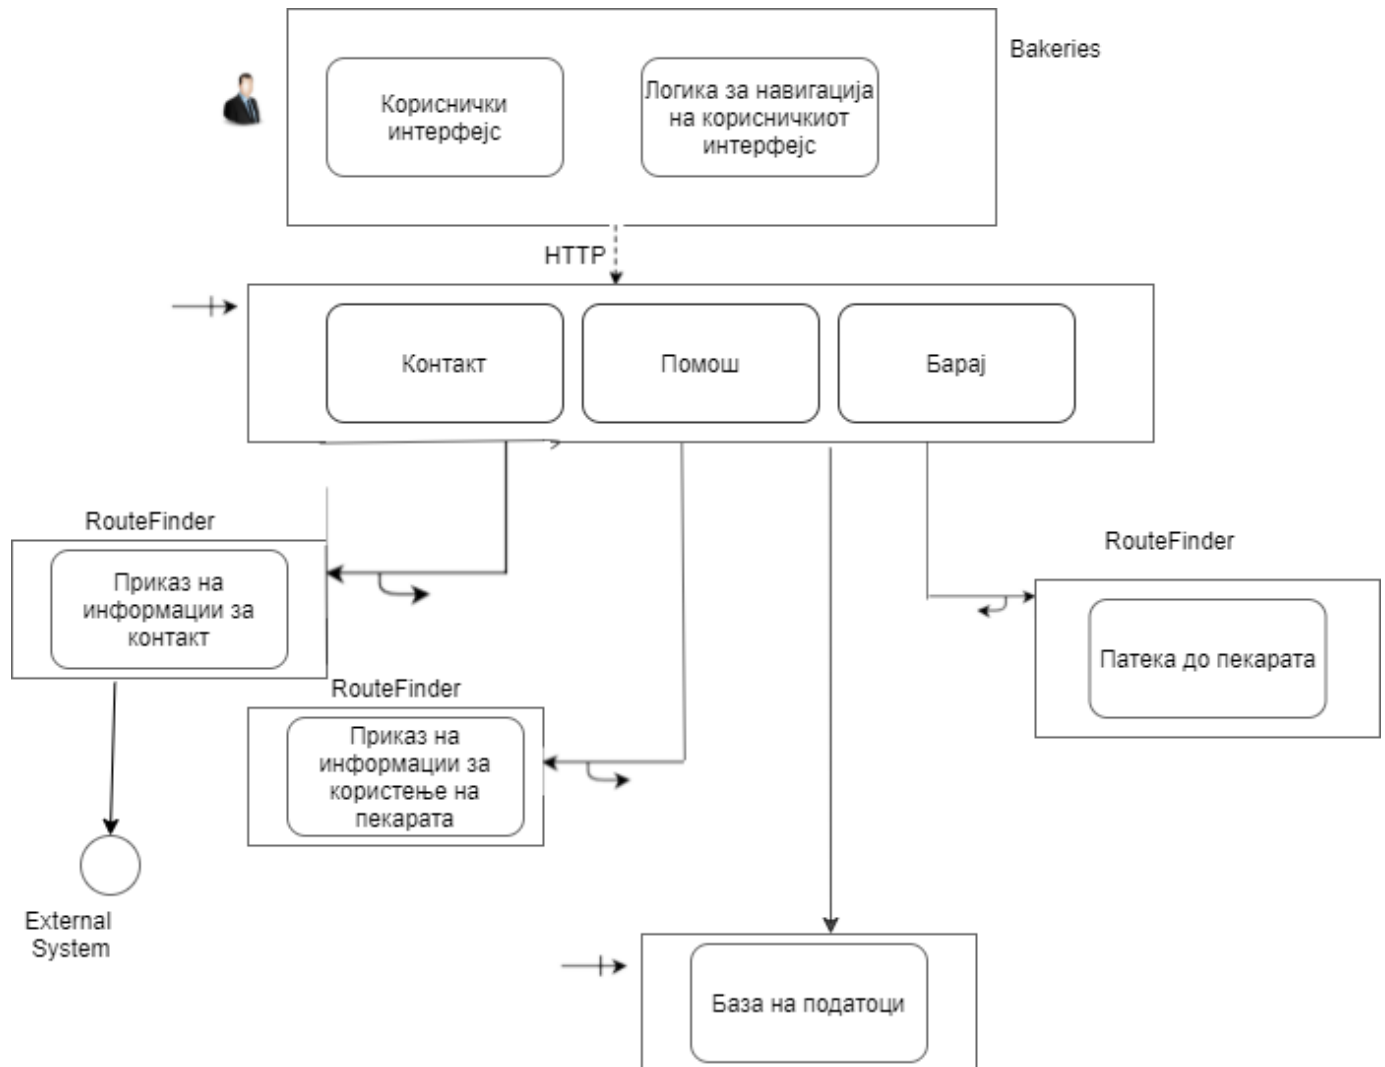 Bakeries
Кориснички
интерфејс
Логика за навигација
на корисничкиот
интерфејс
HTTP
Контакт
Помош
Барај
RouteFinder
Приказ на
информации за
контакт
RouteFinder
Патека до пекарата
RouteFinder
Приказ на
информации за
користење на
пекарата
External
System
База на податоци